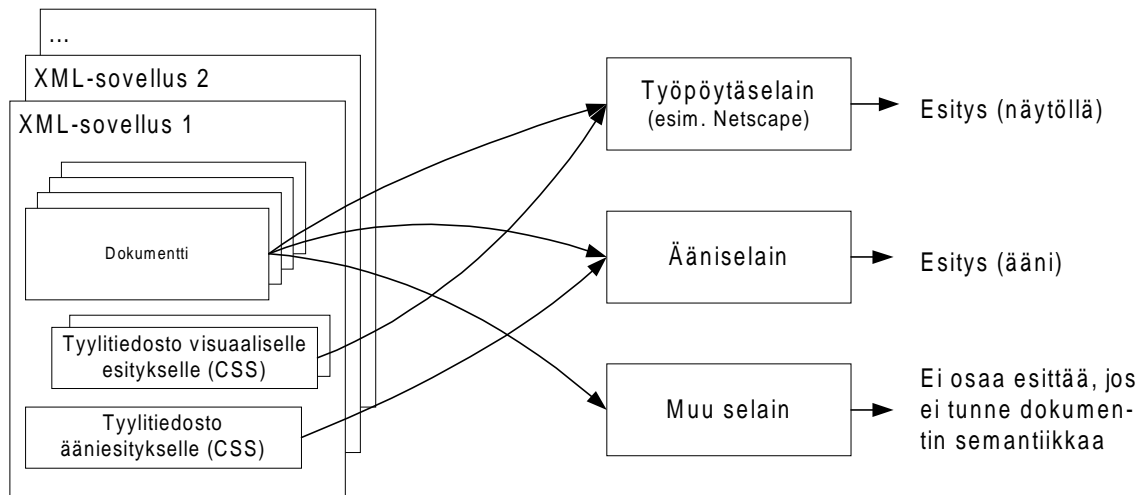 ...
XML-sovellus 2
XML-sovellus 1
Dokumentti
Tyylitiedosto visuaaliselle
esitykselle (CSS)
Tyylitiedosto
ääniesitykselle (CSS)
Työpöytäselain
(esim. Netscape)
Esitys (näytöllä)
Ääniselain
Esitys (ääni)
Muu selain
Ei osaa esittää, jos
ei tunne dokumen-
tin semantiikkaa